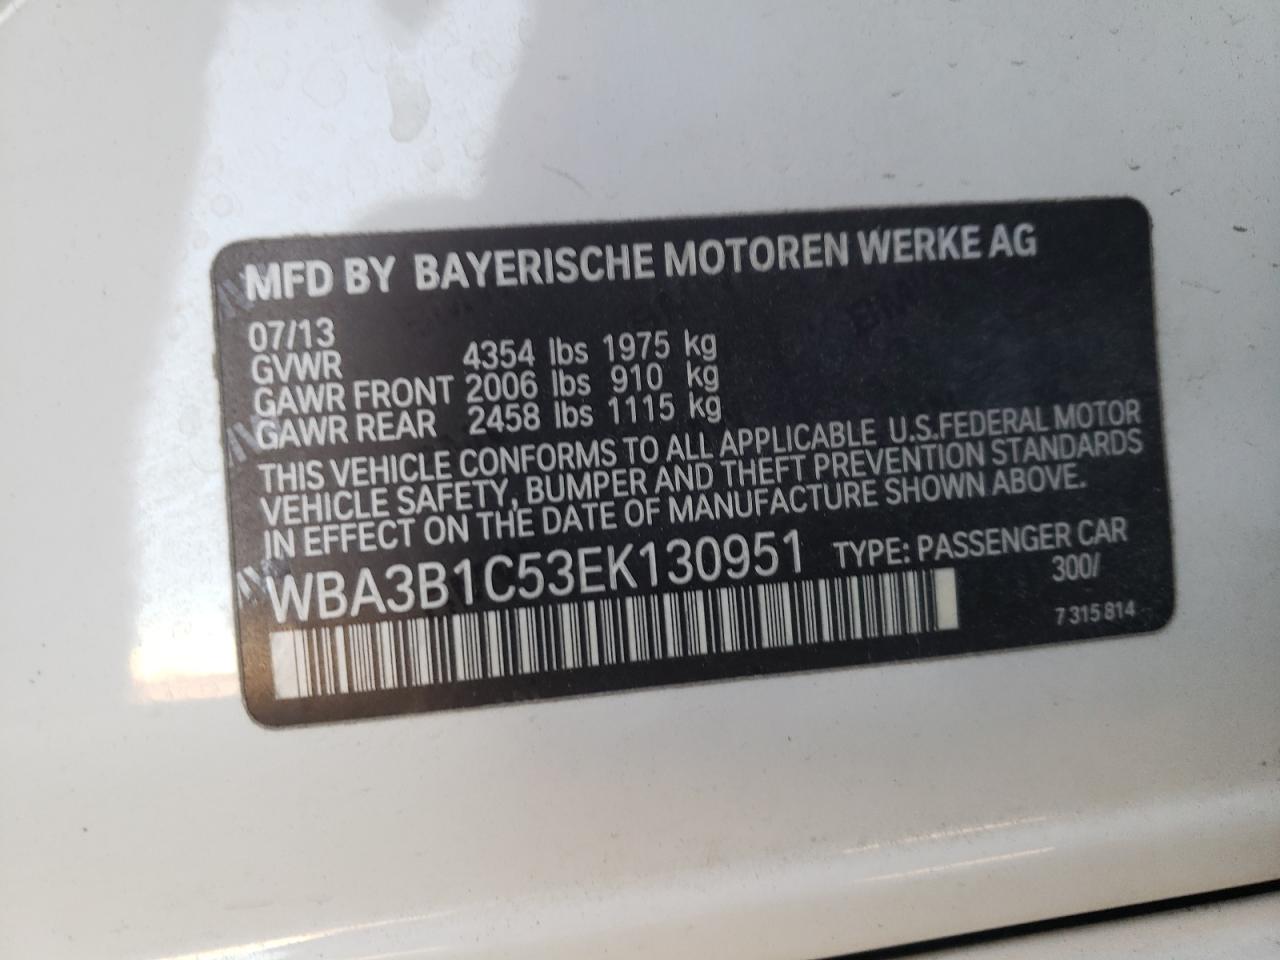 MFD BY BAYERISCHE MOTOREN WERKE AG
07/13
GVWR 4354 lbs 1975 kg
GAWR FRONT 2006 lbs 910 kg
GAWR REAR 2458 lbs 1115 kg
THIS VEHICLE CONFORMS TO ALL APPLICABLE U.S.FEDERAL MOTOR
VEHICLE SAFETY, BUMPER AND THEFT PREVENTION STANDARDS
IN EFFECT ON THE DATE OF MANUFACTURE SHOWN ABOVE.
WBA3B1C53EK130951 TYPE: PASSENGER CAR
300/
7 315 814